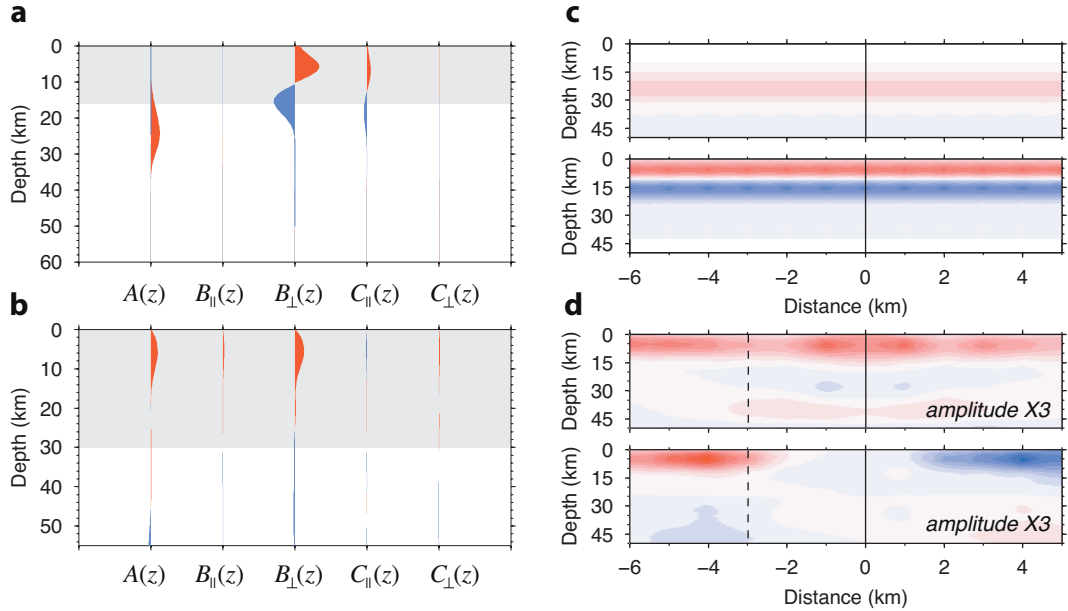 a
0
10
20
30
40
50
60
Depth (km)
A(z)
B∥(z)
B⊥(z)
C∥(z)
C⊥(z)
b
0
10
20
30
40
50
Depth (km)
A(z)
B∥(z)
B⊥(z)
C∥(z)
C⊥(z)
c
0
15
30
45
Depth (km)
0
15
30
45
Depth (km)
-6 -4 -2 0 2 4
Distance (km)
d
0
15
30
45
Depth (km)
amplitude X3
0
15
30
45
Depth (km)
amplitude X3
-6 -4 -2 0 2 4
Distance (km)